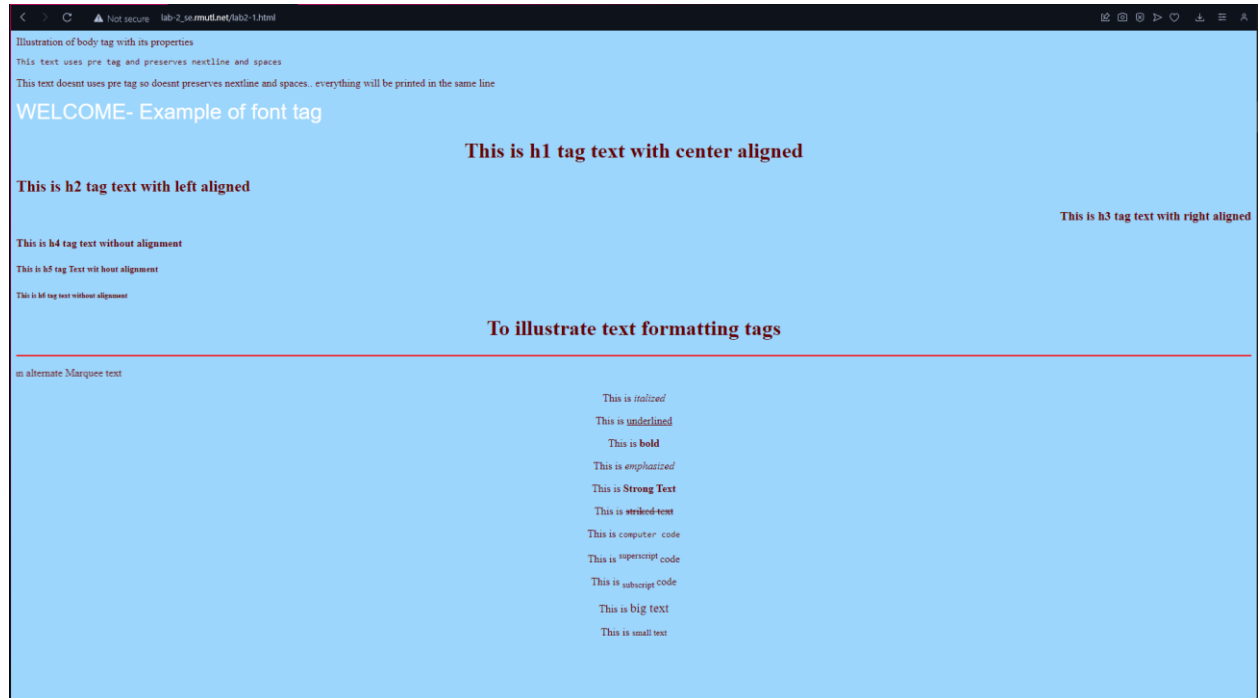 Not secure lab-2_se.rmutl.net/lab2-1.html
Illustration of body tag with its properties
This text uses pre tag and preserves nextline and spaces
This text doesnt uses pre tag so doesnt preserves nextline and spaces.. everything will be printed in the same line
WELCOME- Example of font tag
This is h1 tag text with center aligned
This is h2 tag text with left aligned
This is h3 tag text with right aligned
This is h4 tag text without alignment
This is h5 tag Text wit hout alignment
This is h6 tag text without alignment
To illustrate text formatting tags
alternate Marquee text
This is italized
This is underlined
This is bold
This is emphasized
This is Strong Text
This is striked text
This is computer code
This is superscript code
This is subscript code
This is big text
This is small text